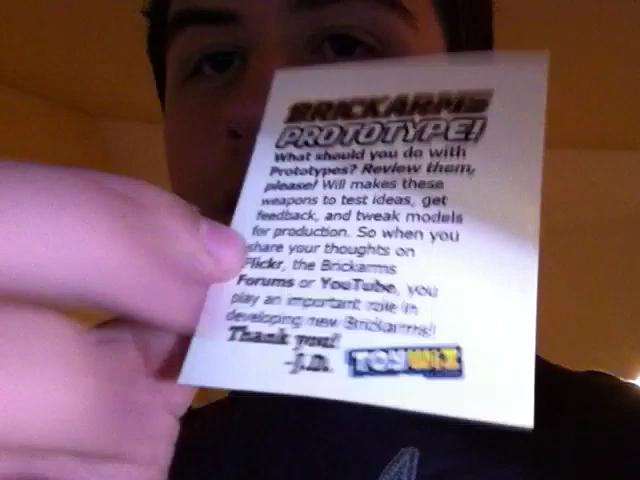 BRICKARMS
PROTOTYPE!
What should you do with
Prototypes? Review them,
please! Will makes these
weapons to test ideas, get
feedback, and tweak models
for production. So when you
share your thoughts on
Flickr, the Brickarms
Forums or YouTube, you
play an important role in
developing new Brickarms!
Thank you!
-J.D. TOYWIZ